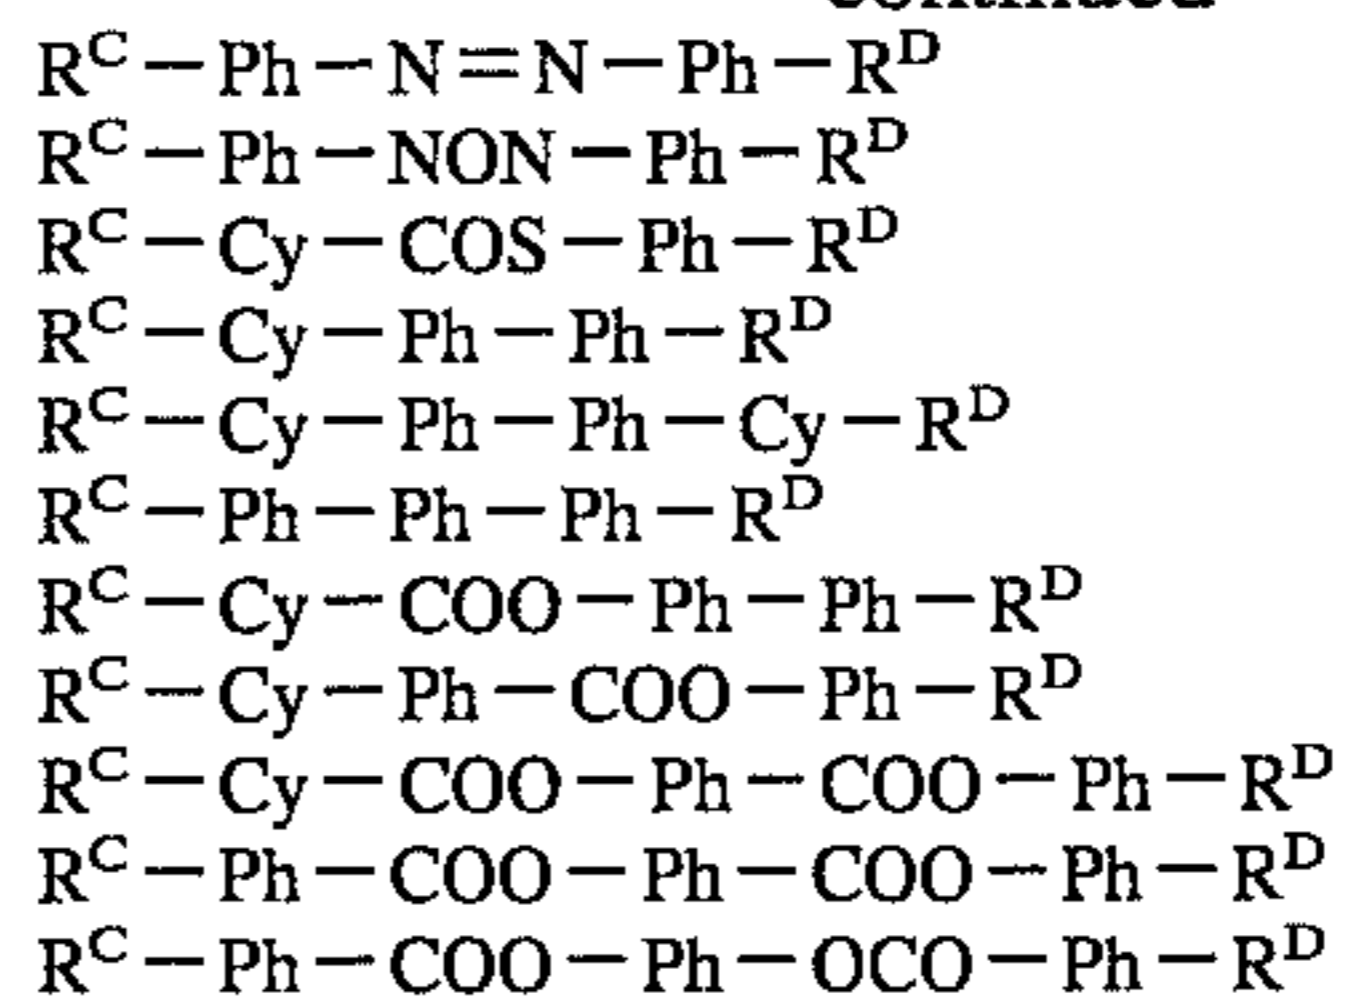 R^C — Ph — N=N — Ph — R^D
R^C — Ph — NON — Ph — R^D
R^C — Cy — COS — Ph — R^D
R^C — Cy — Ph — Ph — R^D
R^C — Cy — Ph — Ph — Cy — R^D
R^C — Ph — Ph — Ph — R^D
R^C — Cy — COO — Ph — Ph — R^D
R^C — Cy — Ph — COO — Ph — R^D
R^C — Cy — COO — Ph — COO — Ph — R^D
R^C — Ph — COO — Ph — COO — Ph — R^D
R^C — Ph — COO — Ph — OCO — Ph — R^D